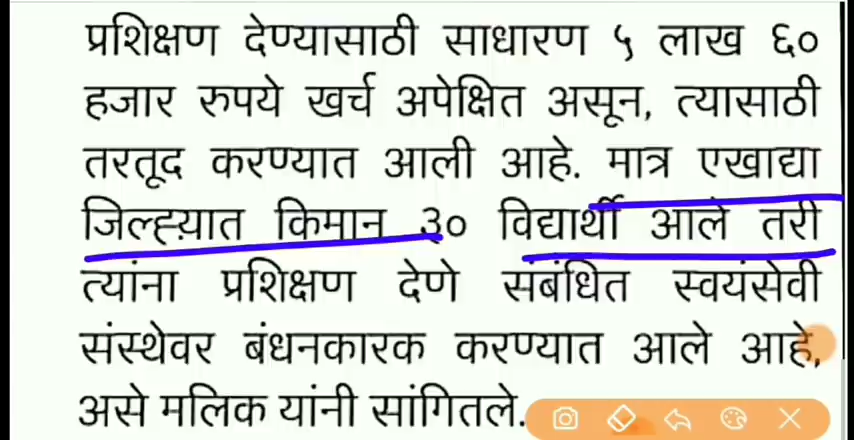 प्रशिक्षण देण्यासाठी साधारण ५ लाख ६०
हजार रुपये खर्च अपेक्षित असून, त्यासाठी
तरतूद करण्यात आली आहे. मात्र एखाद्या
जिल्ह्यात किमान ३० विद्यार्थी आले तरी
त्यांना प्रशिक्षण देणे संबंधित स्वयंसेवी
संस्थेवर बंधनकारक करण्यात आले आहे,
असे मलिक यांनी सांगितले.